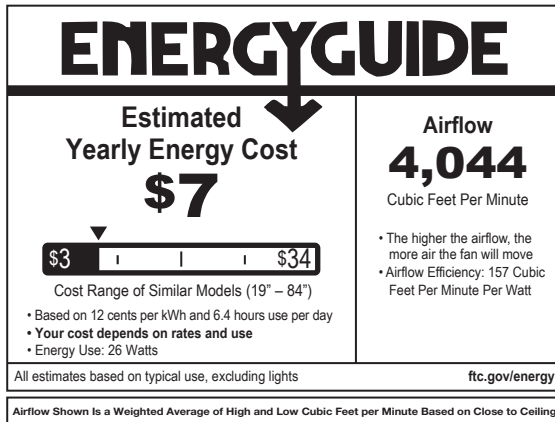 ENERGYGUIDE
Estimated
Yearly Energy Cost
$7
$3
$34
Cost Range of Similar Models (19” – 84”)
• Based on 12 cents per kWh and 6.4 hours use per day
• Your cost depends on rates and use
• Energy Use: 26 Watts
Airflow
4,044
Cubic Feet Per Minute
• The higher the airflow, the
more air the fan will move
• Airflow Efficiency: 157 Cubic
Feet Per Minute Per Watt
All estimates based on typical use, excluding lights
ftc.gov/energy
Airflow Shown Is a Weighted Average of High and Low Cubic Feet per Minute Based on Close to Ceiling